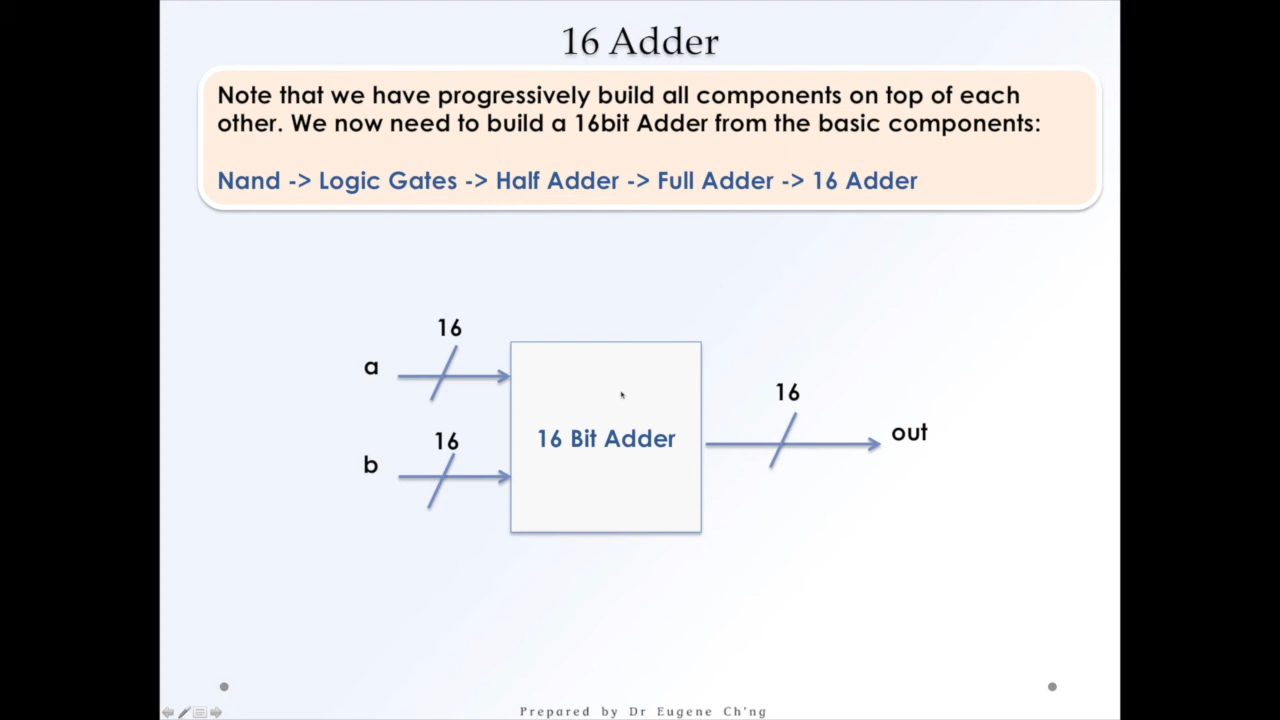 16 Adder
Note that we have progressively build all components on top of each
other. We now need to build a 16bit Adder from the basic components:
Nand -> Logic Gates -> Half Adder -> Full Adder -> 16 Adder
16
a
16
b
16 Bit Adder
16
out
Prepared by Dr Eugene Ch'ng